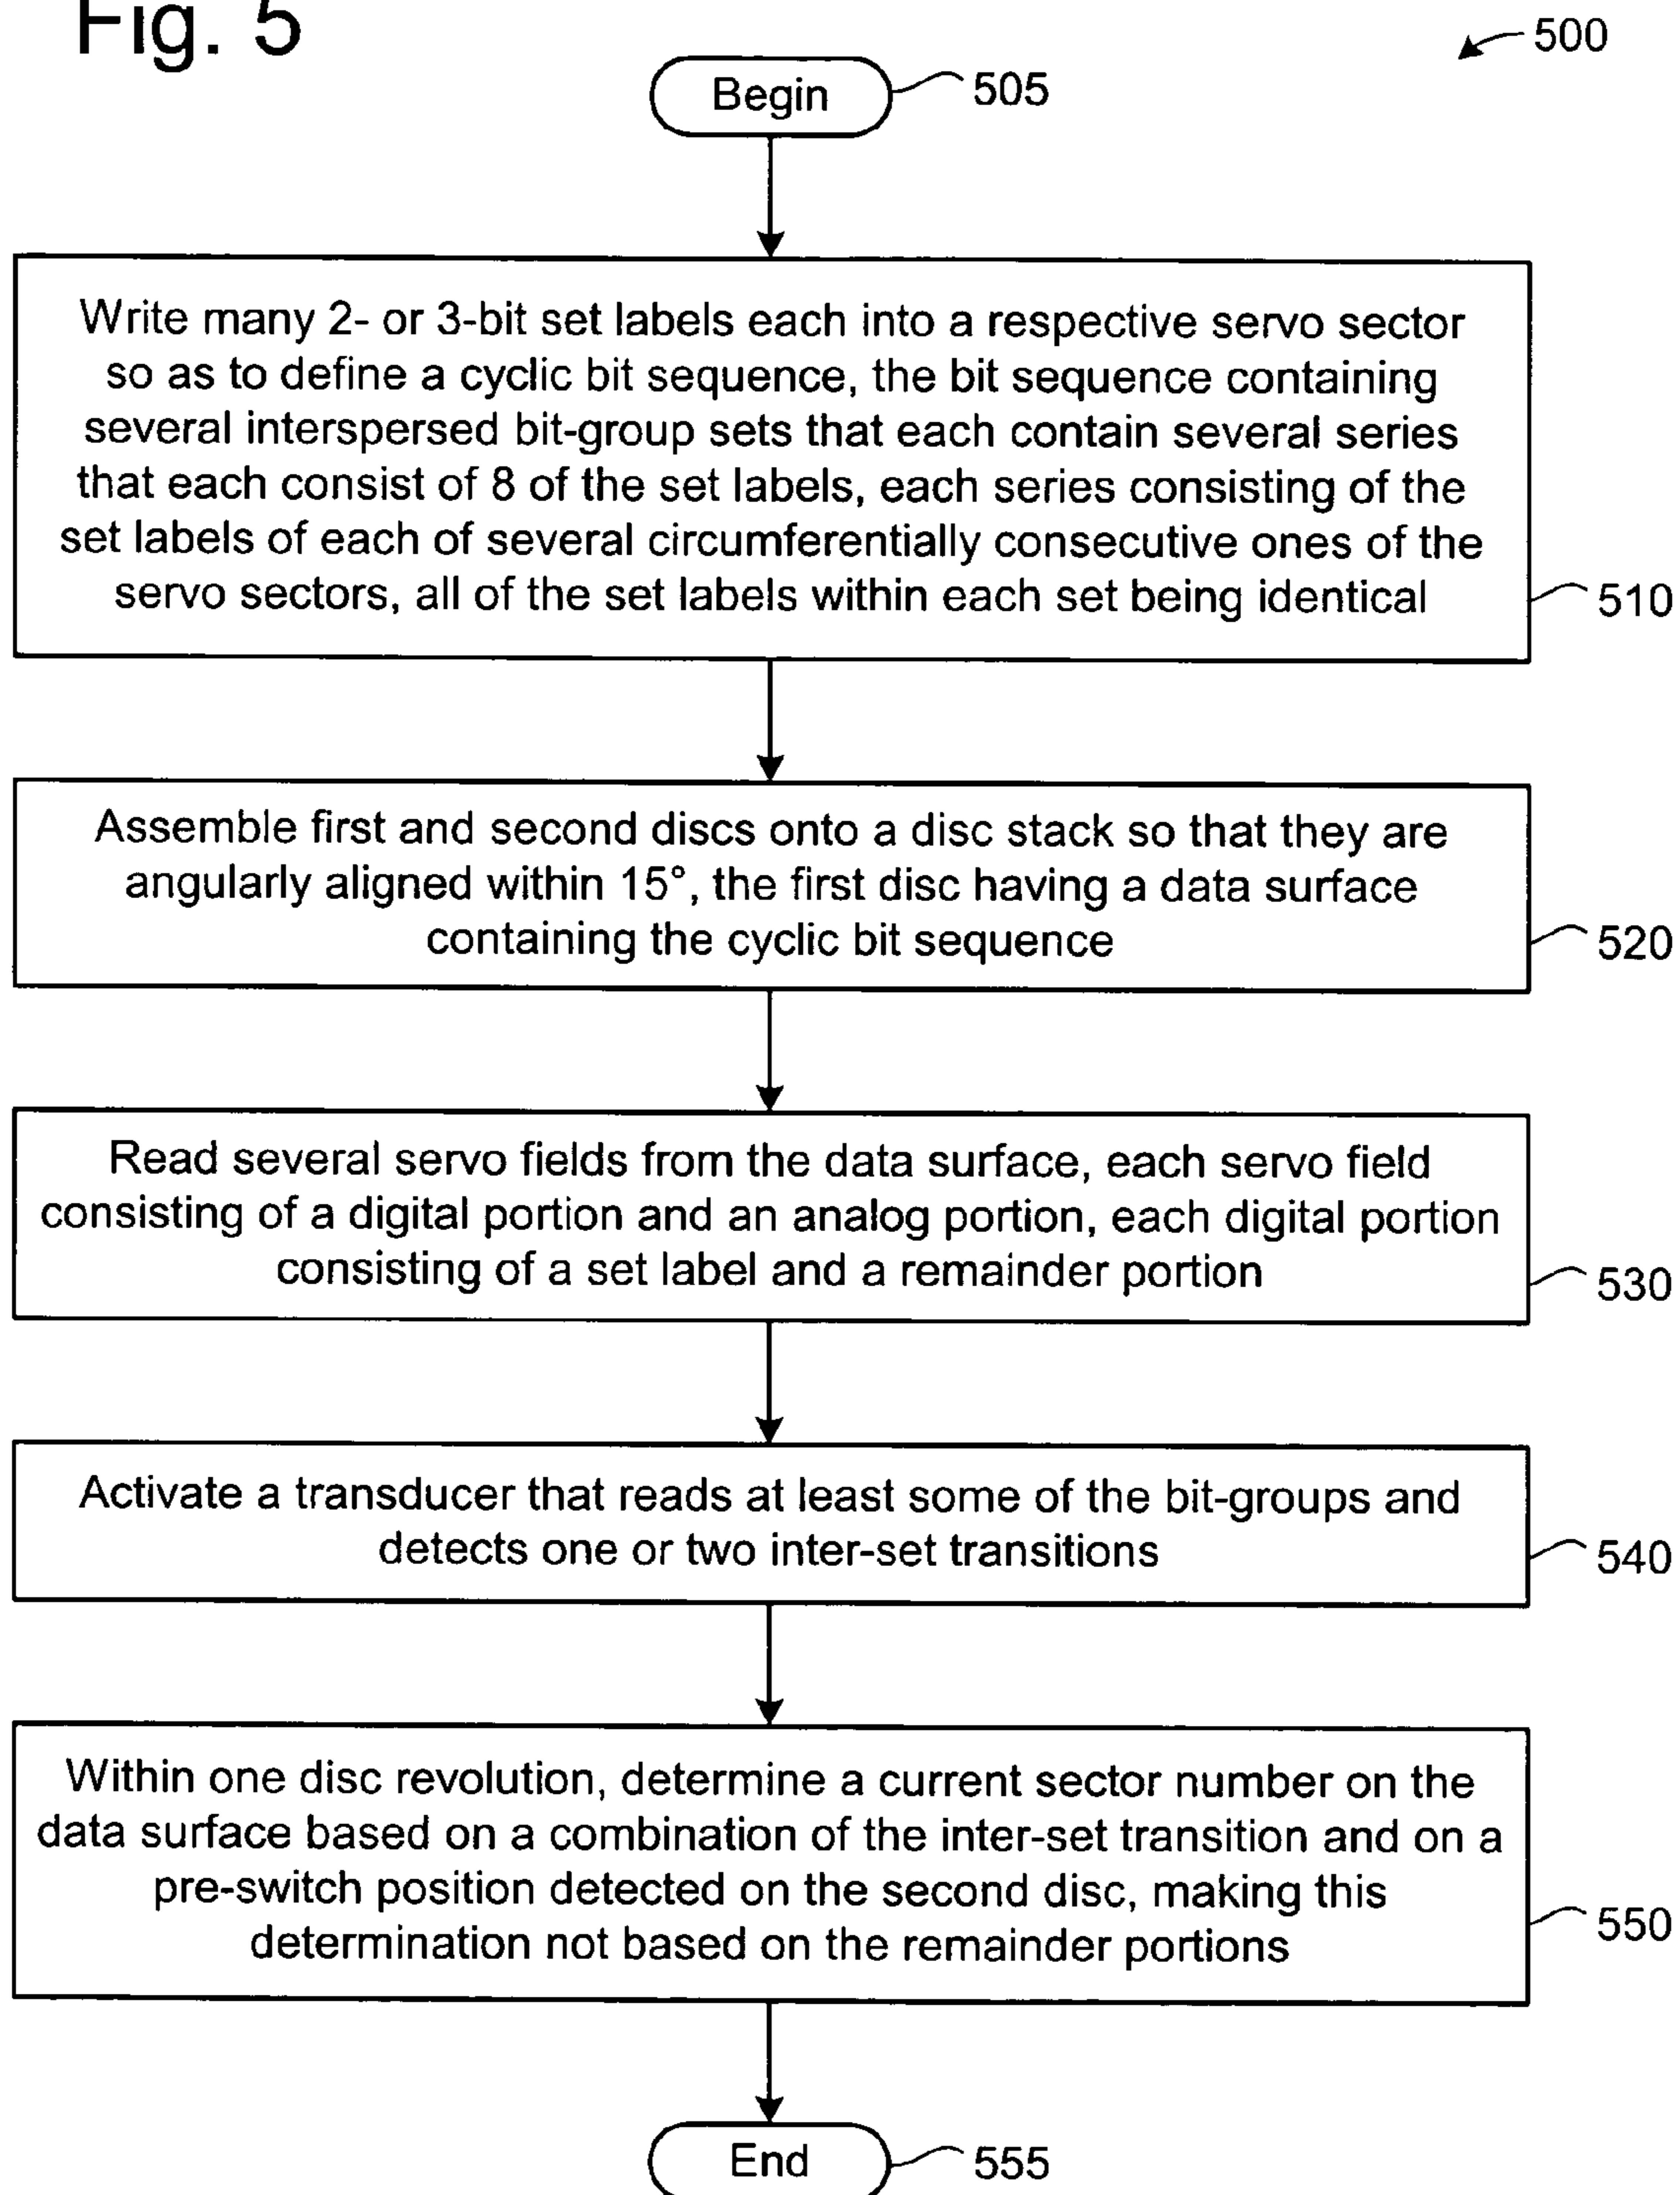 Fig. 5
500
Begin
505
Write many 2- or 3-bit set labels each into a respective servo sector
so as to define a cyclic bit sequence, the bit sequence containing
several interspersed bit-group sets that each contain several series
that each consist of 8 of the set labels, each series consisting of the
set labels of each of several circumferentially consecutive ones of the
servo sectors, all of the set labels within each set being identical
510
Assemble first and second discs onto a disc stack so that they are
angularly aligned within 15°, the first disc having a data surface
containing the cyclic bit sequence
520
Read several servo fields from the data surface, each servo field
consisting of a digital portion and an analog portion, each digital portion
consisting of a set label and a remainder portion
530
Activate a transducer that reads at least some of the bit-groups and
detects one or two inter-set transitions
540
Within one disc revolution, determine a current sector number on the
data surface based on a combination of the inter-set transition and on a
pre-switch position detected on the second disc, making this
determination not based on the remainder portions
550
End
555